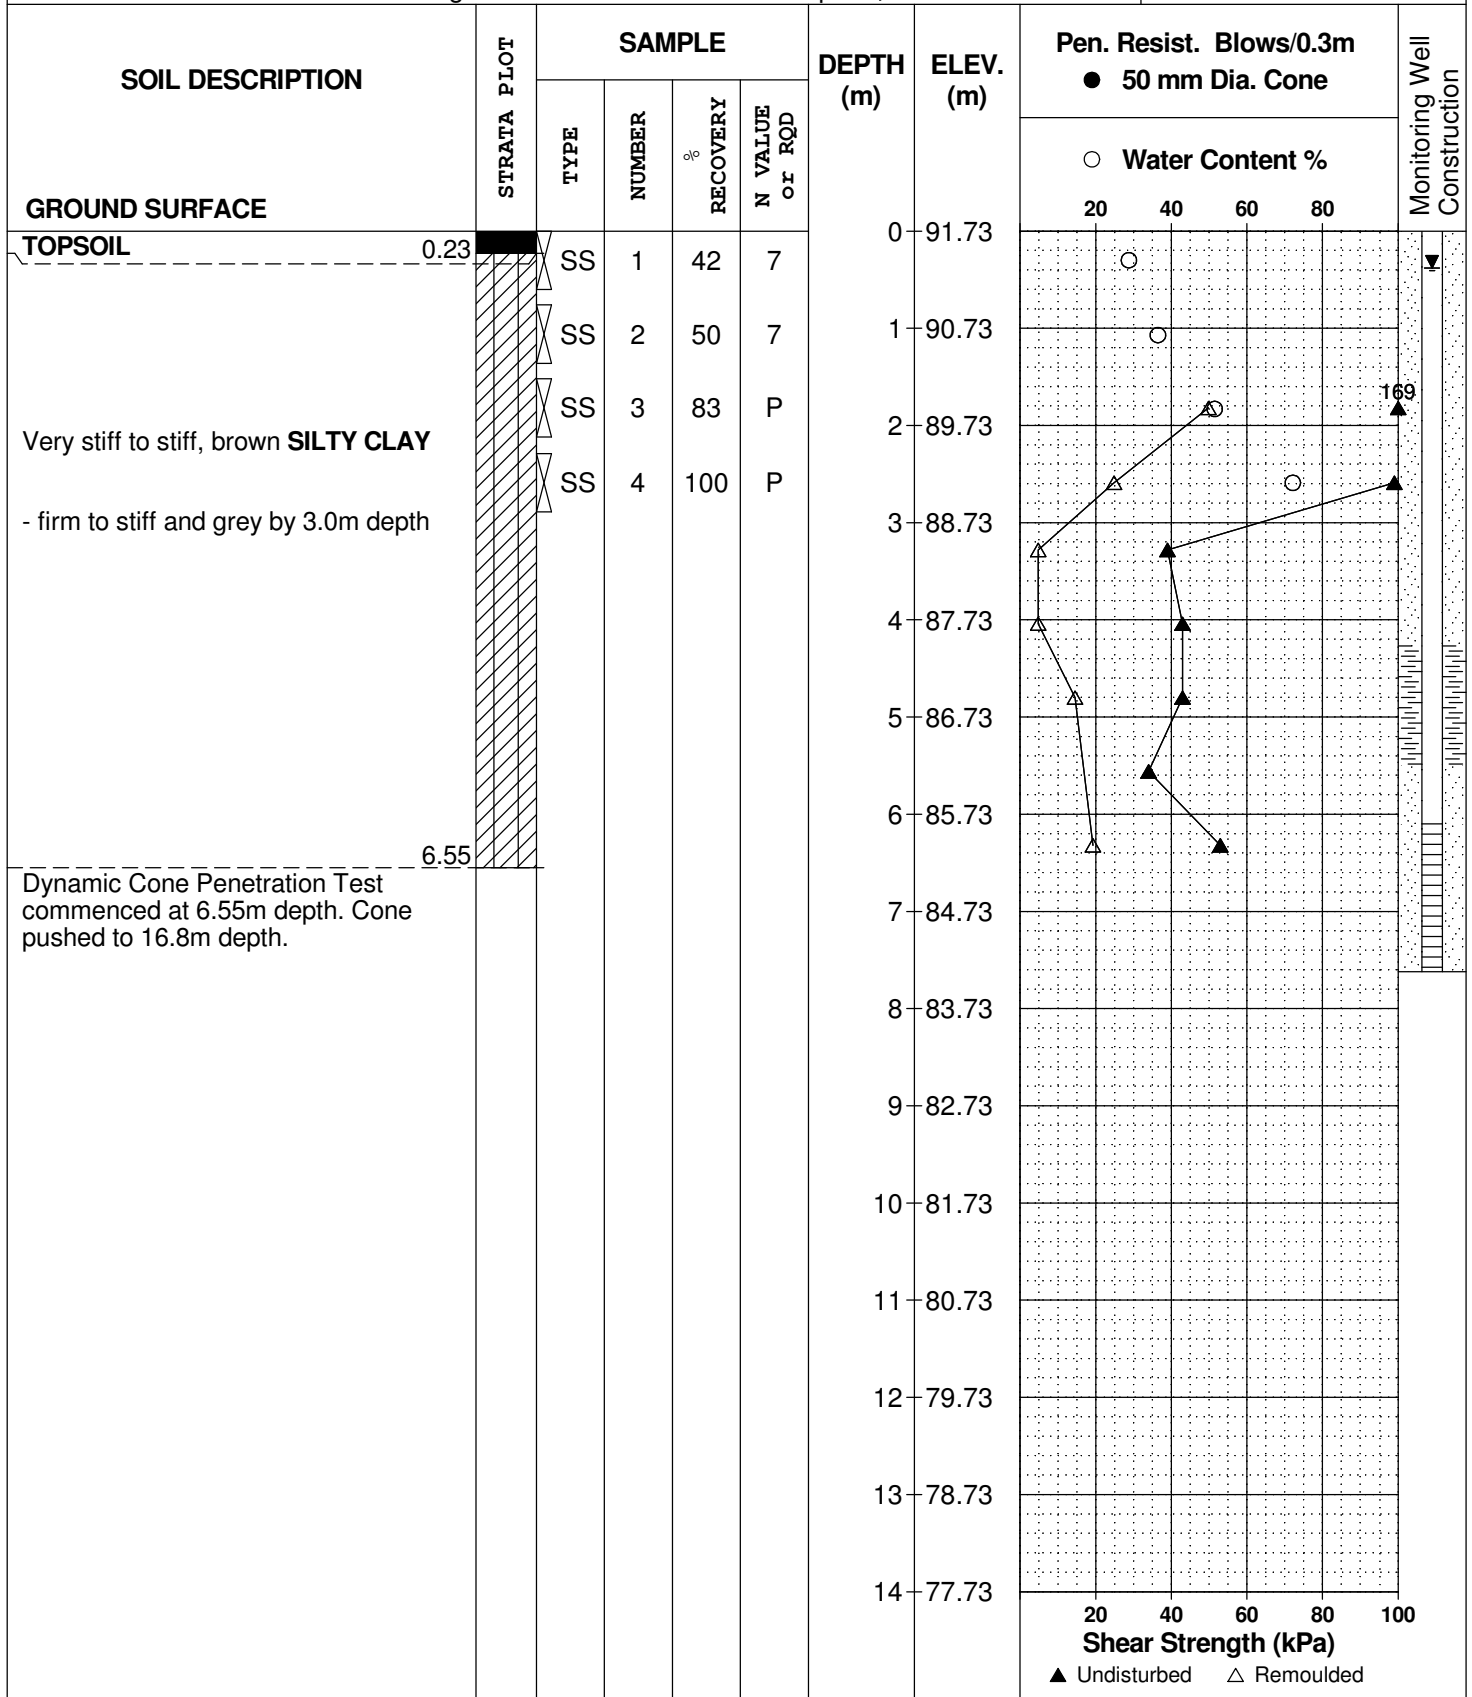 SOIL DESCRIPTION
GROUND SURFACE
STRATA PLOT
SAMPLE
TYPE
NUMBER
% RECOVERY
N VALUE or RQD
DEPTH (m)
ELEV. (m)
Pen. Resist. Blows/0.3m
● 50 mm Dia. Cone
○ Water Content %
20 40 60 80
Monitoring Well Construction
TOPSOIL 0.23
SS 1 42 7
SS 2 50 7
SS 3 83 P
SS 4 100 P
Very stiff to stiff, brown SILTY CLAY
- firm to stiff and grey by 3.0m depth
6.55
Dynamic Cone Penetration Test
commenced at 6.55m depth. Cone
pushed to 16.8m depth.
0 91.73
1 90.73
2 89.73
3 88.73
4 87.73
5 86.73
6 85.73
7 84.73
8 83.73
9 82.73
10 81.73
11 80.73
12 79.73
13 78.73
14 77.73
169
20 40 60 80 100
Shear Strength (kPa)
▲ Undisturbed △ Remoulded